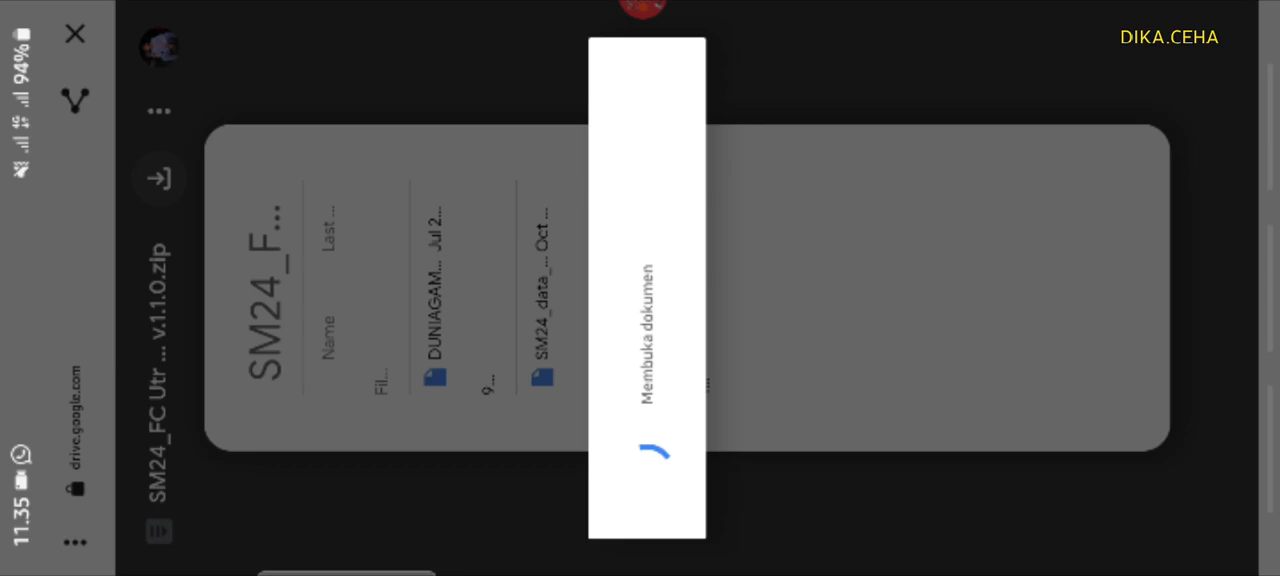 DIKA.CEHA
11.35
94%
drive.google.com
SM24_FC Utr ... v.1.1.0.zip
SM24_F...
Name
Last ...
Fil...
DUNIAGAM...
Jul 2...
9...
SM24_data_...
Oct ...
Membuka dokumen